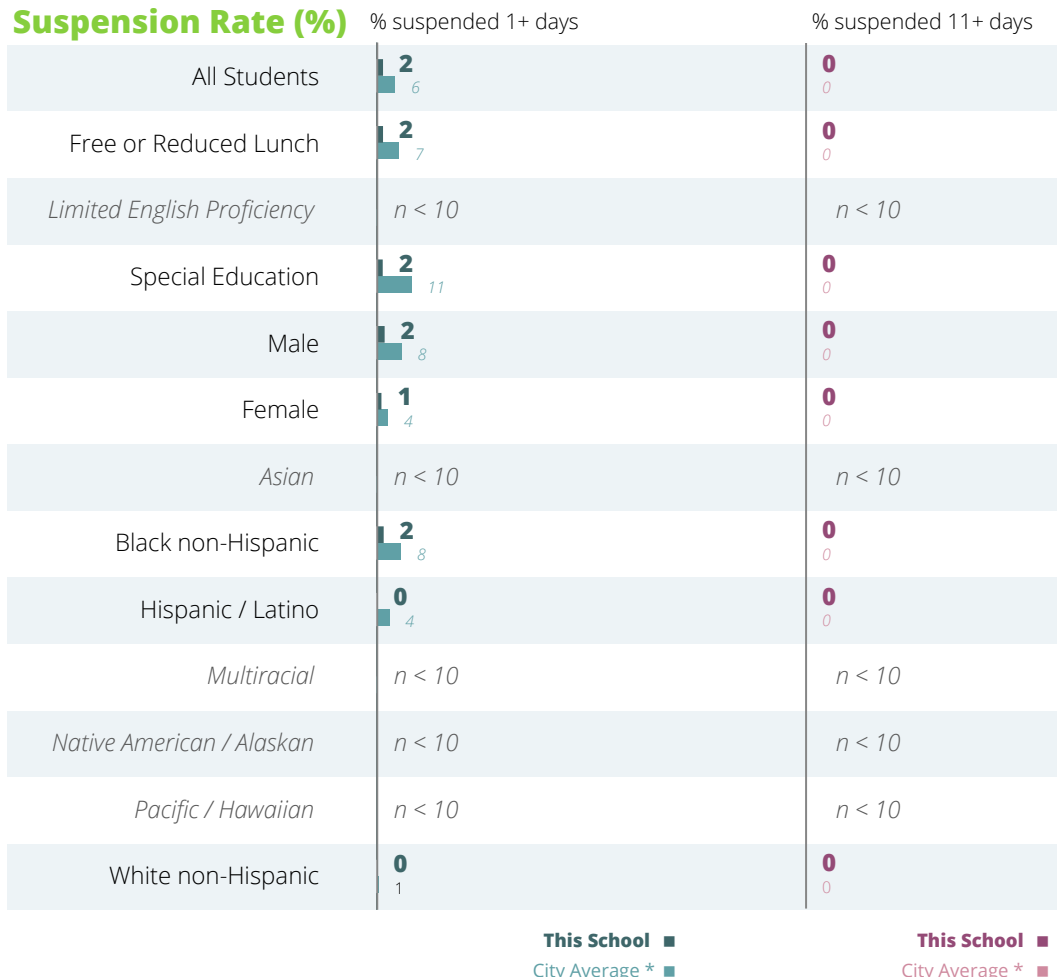 Suspension Rate (%) % suspended 1+ days % suspended 11+ days
All Students 2 0
6 0
Free or Reduced Lunch 2 0
7 0
Limited English Proficiency n < 10 n < 10
Special Education 2 0
11 0
Male 2 0
8 0
Female 1 0
4 0
Asian n < 10 n < 10
Black non-Hispanic 2 0
8 0
Hispanic / Latino 0 0
4 0
Multiracial n < 10 n < 10
Native American / Alaskan n < 10 n < 10
Pacific / Hawaiian n < 10 n < 10
White non-Hispanic 0 0
1 0
This School This School
City Average * City Average *